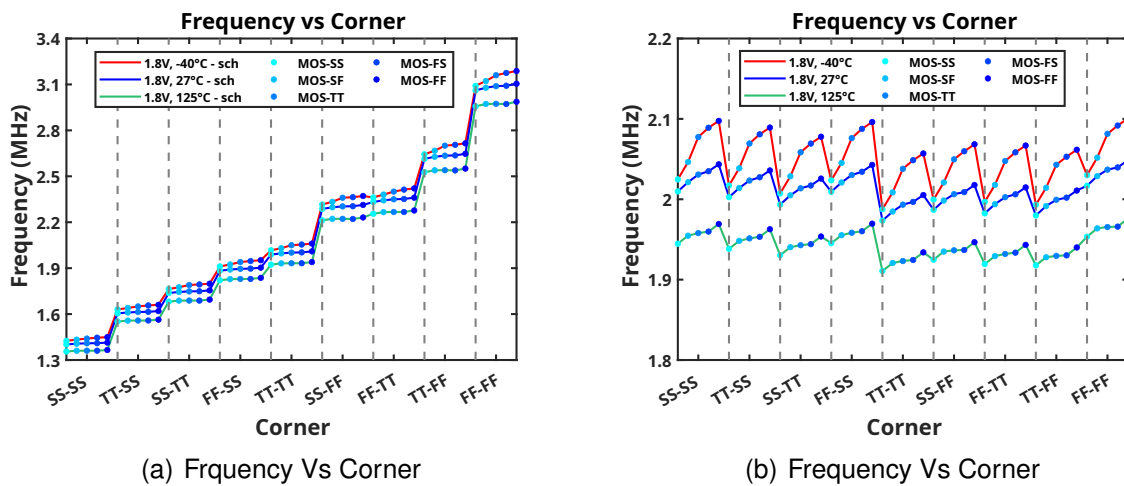 Frequency vs Corner
3.4
3.1
2.8
2.5
2.2
1.9
1.6
1.3
Frequency (MHz)
1.8V, -40°C - sch
1.8V, 27°C - sch
1.8V, 125°C - sch
MOS-SS
MOS-SF
MOS-TT
MOS-FS
MOS-FF
SS-SS
TT-SS
SS-TT
FF-SS
TT-TT
SS-FF
FF-TT
TT-FF
FF-FF
Corner
(a) Frquency Vs Corner
Frequency vs Corner
2.2
2.1
2
1.9
1.8
Frequency (MHz)
1.8V, -40°C
1.8V, 27°C
1.8V, 125°C
MOS-SS
MOS-SF
MOS-TT
MOS-FS
MOS-FF
SS-SS
TT-SS
SS-TT
FF-SS
TT-TT
SS-FF
FF-TT
TT-FF
FF-FF
Corner
(b) Frequency Vs Corner